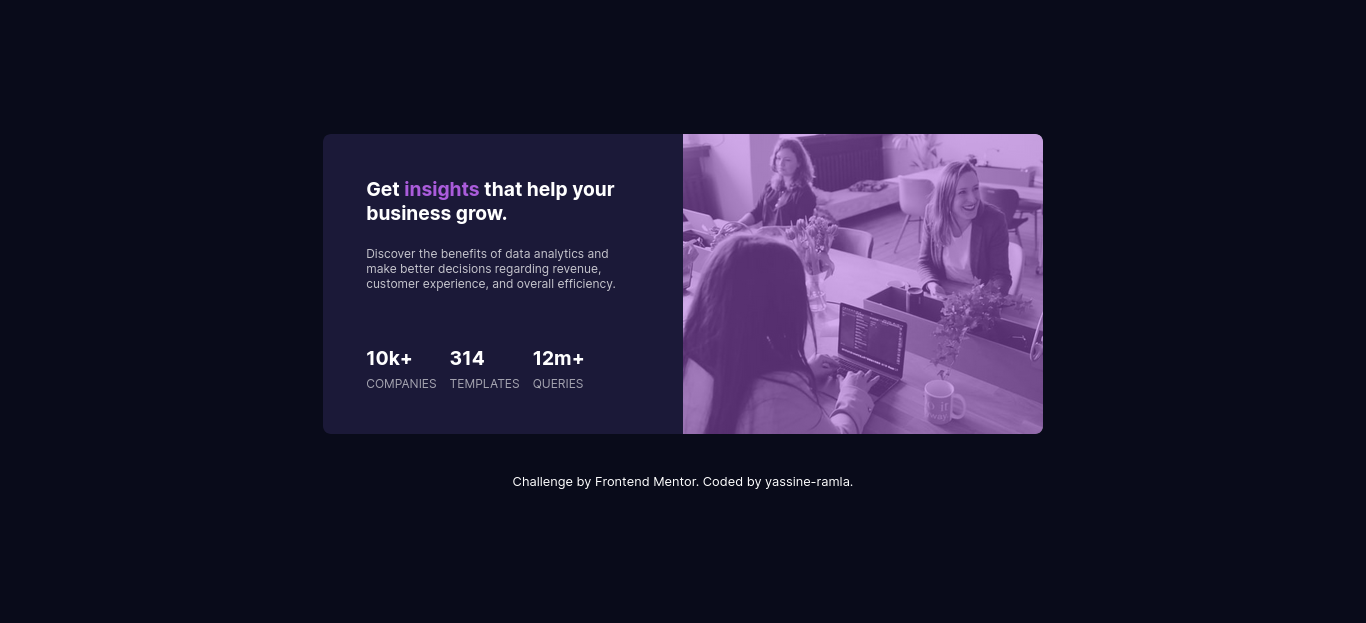 Get insights that help your
business grow.
Discover the benefits of data analytics and
make better decisions regarding revenue,
customer experience, and overall efficiency.
10k+ 314 12m+
COMPANIES TEMPLATES QUERIES
Challenge by Frontend Mentor. Coded by yassine-ramla.